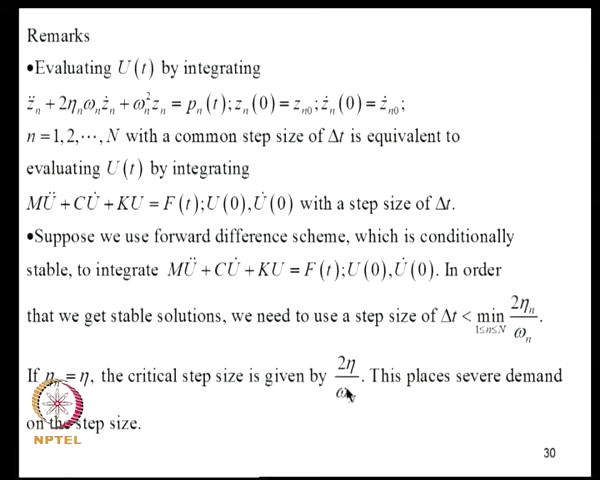 Remarks
•Evaluating U(t) by integrating
z̈ₙ + 2ηₙωₙżₙ + ωₙ²zₙ = pₙ(t); zₙ(0) = zₙ₀; żₙ(0) = żₙ₀;
n = 1, 2, ⋯, N with a common step size of Δt is equivalent to
evaluating U(t) by integrating
MÜ + CU̇ + KU = F(t); U(0), U̇(0) with a step size of Δt.
•Suppose we use forward difference scheme, which is conditionally
stable, to integrate MÜ + CU̇ + KU = F(t); U(0), U̇(0). In order
that we get stable solutions, we need to use a step size of Δt < min 1≤n≤N 2ηₙ/ωₙ.
If ηₙ = η, the critical step size is given by 2η/ω_N. This places severe demand
on the step size.
NPTEL
30